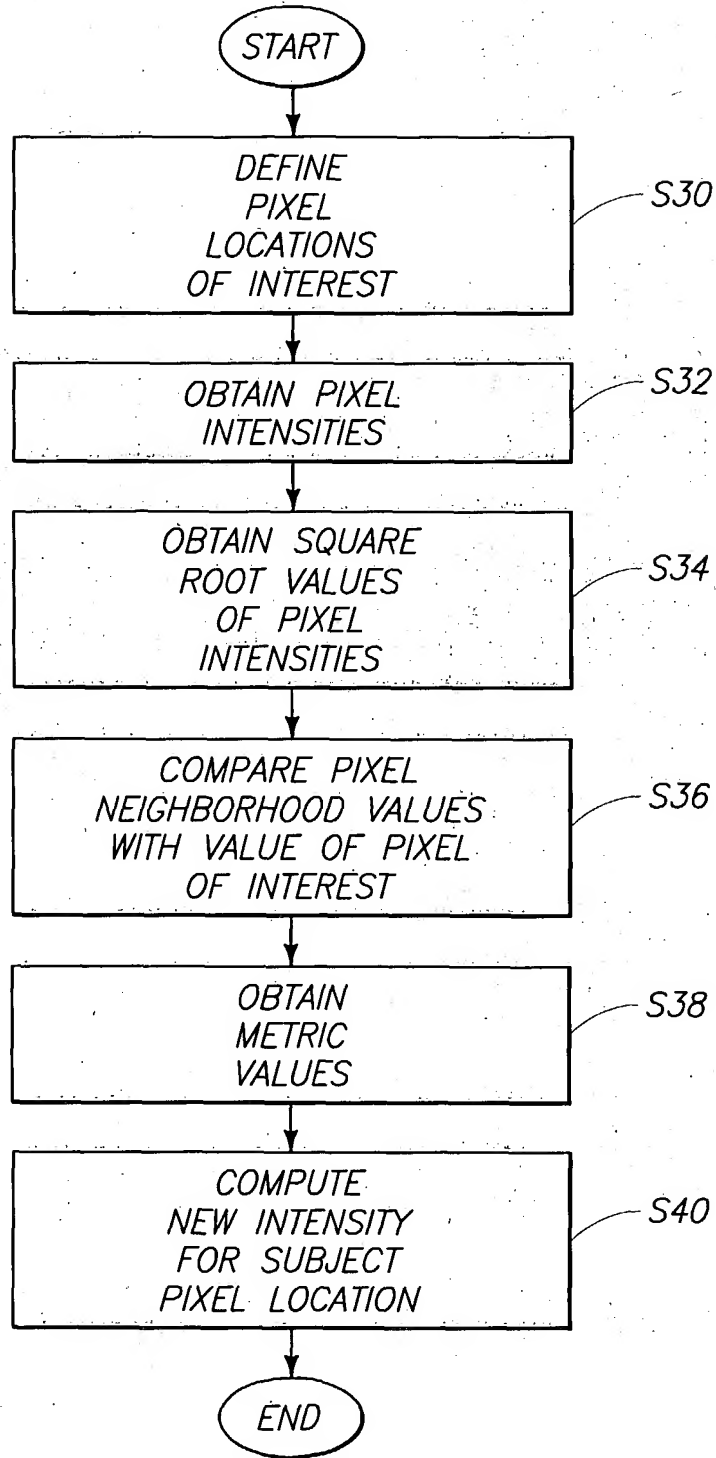 START
DEFINE
PIXEL
LOCATIONS
OF INTEREST
S30
OBTAIN PIXEL
INTENSITIES
S32
OBTAIN SQUARE
ROOT VALUES
OF PIXEL
INTENSITIES
S34
COMPARE PIXEL
NEIGHBORHOOD VALUES
WITH VALUE OF PIXEL
OF INTEREST
S36
OBTAIN
METRIC
VALUES
S38
COMPUTE
NEW INTENSITY
FOR SUBJECT
PIXEL LOCATION
S40
END